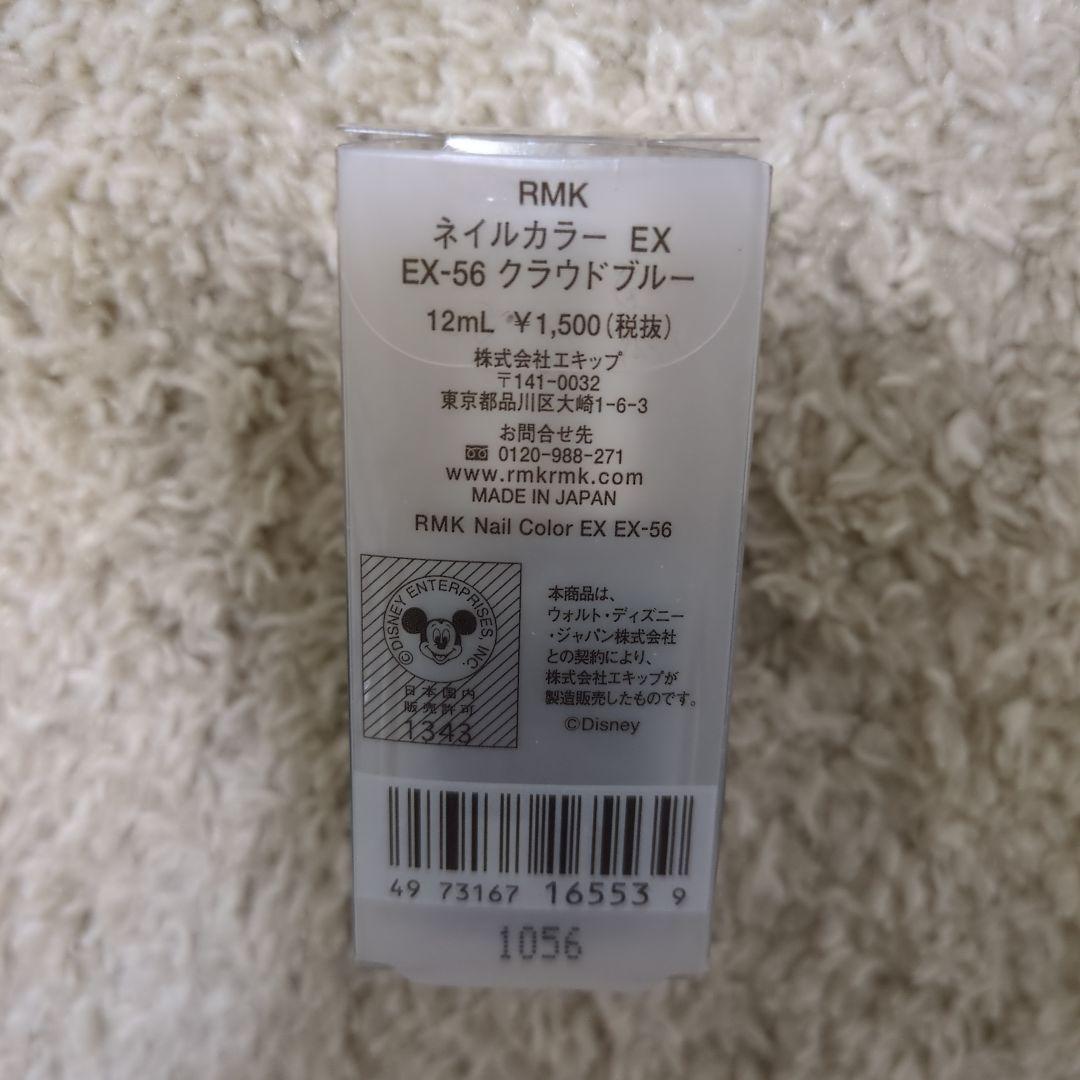 RMK
ネイルカラー EX
EX-56 クラウドブルー
12mL ￥1,500(税抜)
株式会社エキップ
〒141-0032
東京都品川区大崎1-6-3
お問合せ先
0120-988-271
www.rmkrmk.com
MADE IN JAPAN
RMK Nail Color EX EX-56
©DISNEY ENTERPRISES, INC.
日本国内
販売許可
1343
本商品は、
ウォルト・ディズニー
・ジャパン株式会社
との契約により、
株式会社エキップが
製造販売したものです。
©Disney
49 73167 16553 9
1056